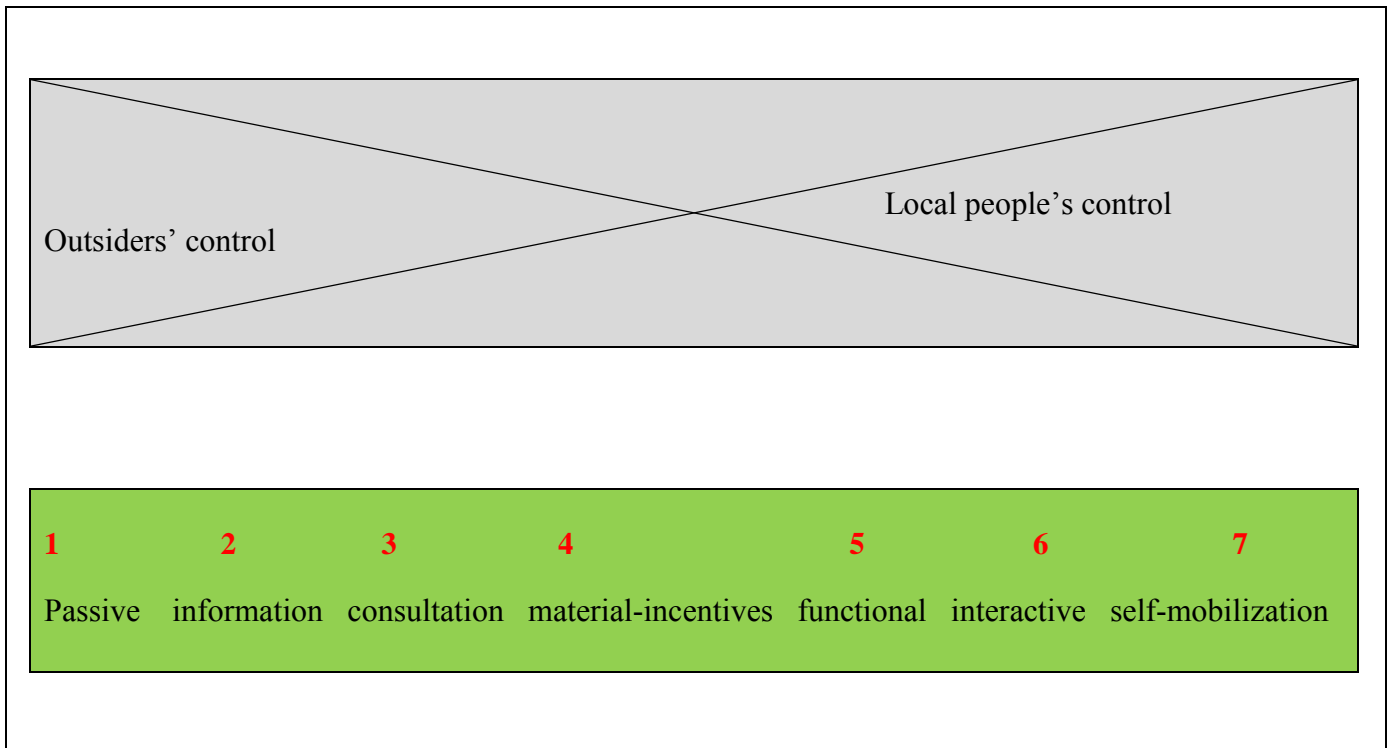 Local people’s control
Outsiders’ control
1 2 3 4 5 6 7
Passive information consultation material-incentives functional interactive self-mobilization